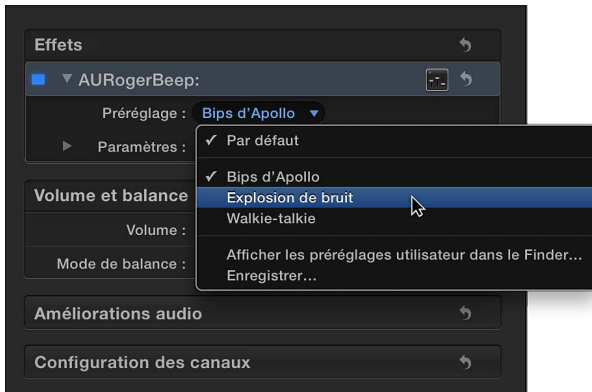 Effets
AURogerBeep:
Préréglage : Bips d'Apollo
Paramètres :
✓ Par défaut
✓ Bips d'Apollo
Explosion de bruit
Walkie-talkie
Afficher les préréglages utilisateur dans le Finder…
Enregistrer…
Volume et balance
Volume :
Mode de balance :
Améliorations audio
Configuration des canaux